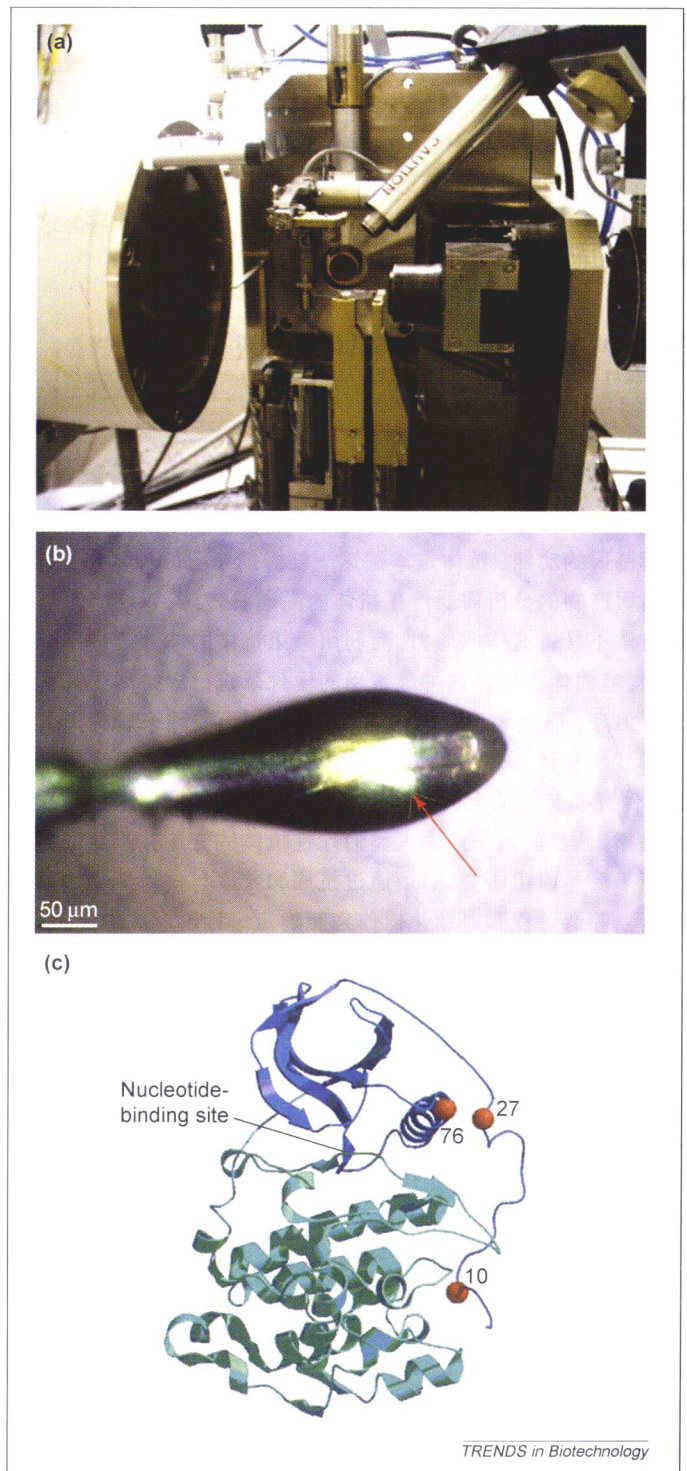 (a)
CAUTION
(b)
50 μm
(c)
Nucleotide-
binding site
76
27
10
TRENDS in Biotechnology